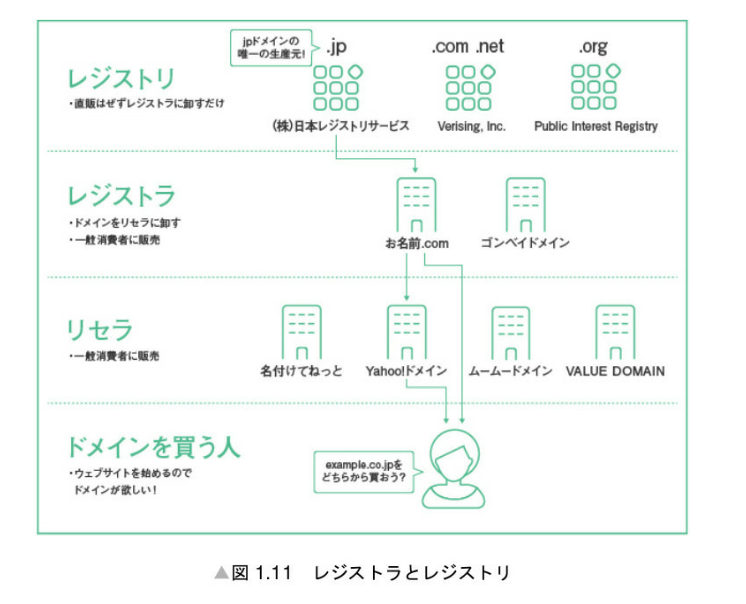 jpドメインの
唯一の生産元!
.jp
.com .net
.org
レジストリ
・直販はぜずレジストラに卸すだけ
(株)日本レジストリサービス
Verising, Inc.
Public Interest Registry
レジストラ
・ドメインをリセラに卸す
・一般消費者に販売
お名前.com
ゴンベイドメイン
リセラ
・一般消費者に販売
名付けてねっと
Yahoo!ドメイン
ムームードメイン
VALUE DOMAIN
ドメインを買う人
・ウェブサイトを始めるので
ドメインが欲しい!
example.co.jpを
どちらから買おう?
▲図 1.11 レジストラとレジストリ